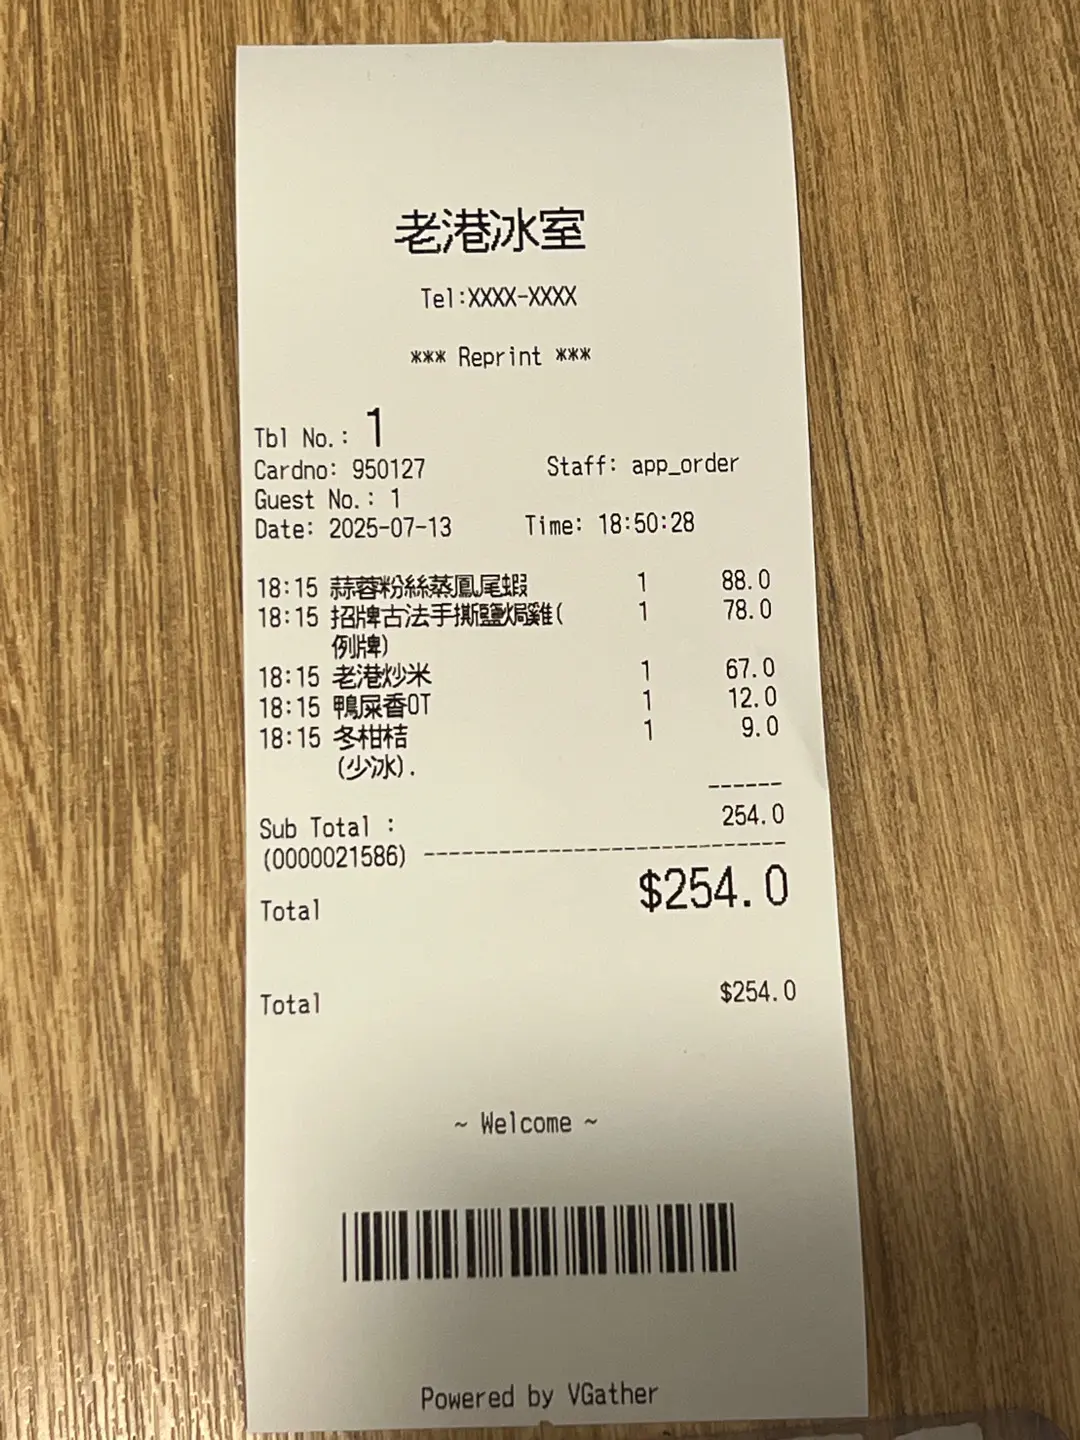 老港冰室
Tel:XXXX-XXXX
*** Reprint ***
Tbl No.: 1
Cardno: 950127 Staff: app_order
Guest No.: 1
Date: 2025-07-13 Time: 18:50:28
18:15 蒜蓉粉絲蒸鳳尾蝦 1 88.0
18:15 招牌古法手撕鹽焗雞( 1 78.0
例牌)
18:15 老港炒米 1 67.0
18:15 鴨屎香OT 1 12.0
18:15 冬柑桔 1 9.0
(少冰).
------
Sub Total : 254.0
(0000021586) ------------------------------
Total $254.0
Total $254.0
~ Welcome ~
Powered by VGather